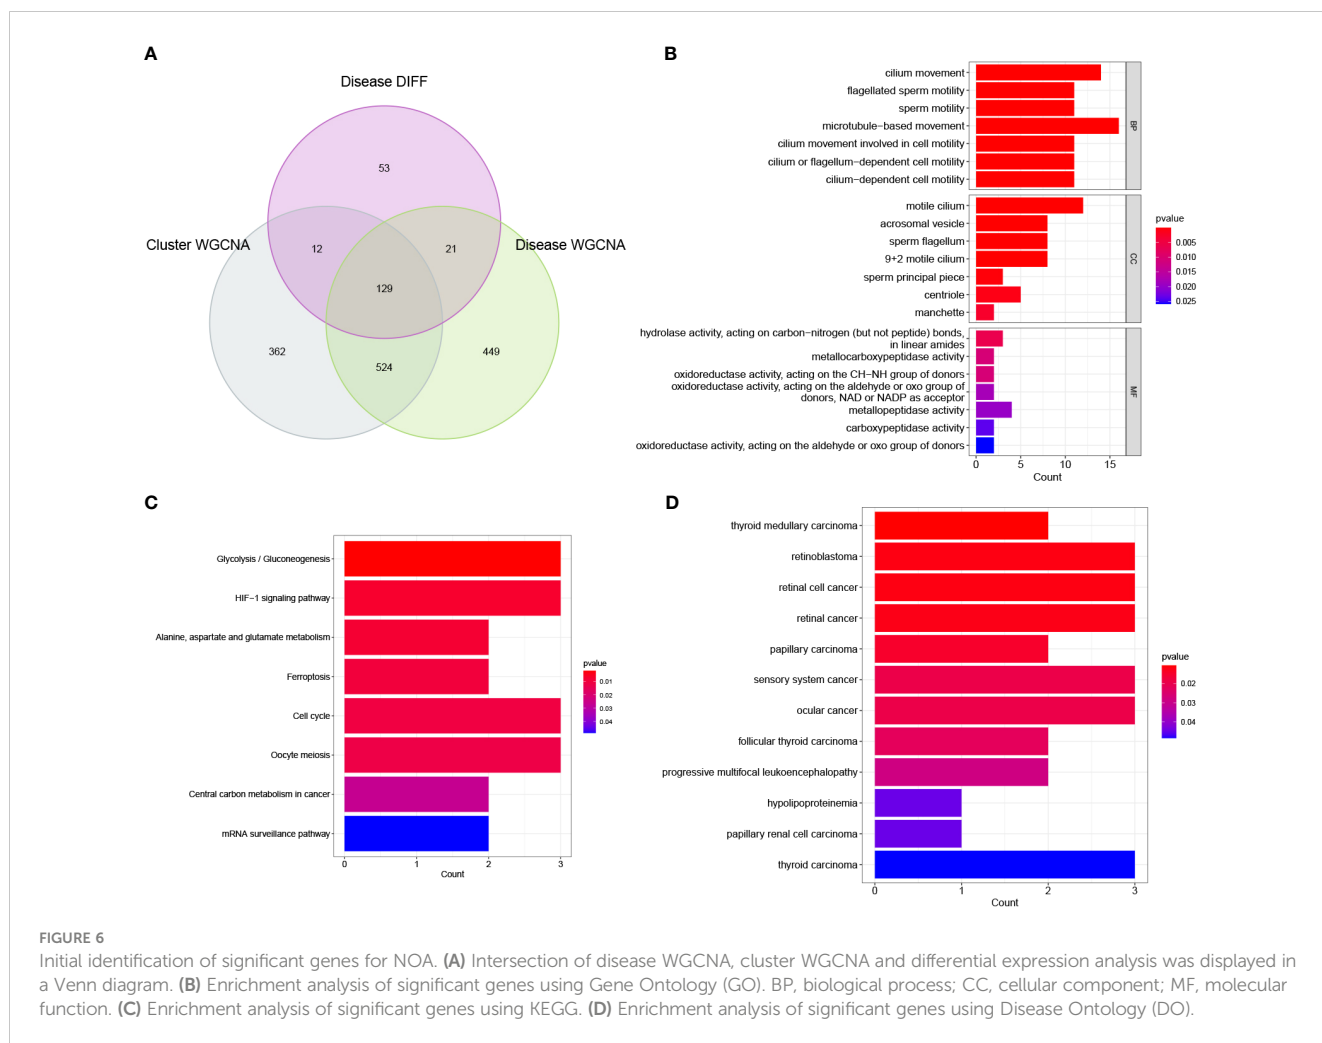 A
Disease DIFF
53
Cluster WGCNA
12
21
Disease WGCNA
129
362
524
449
B
cilium movement
flagellated sperm motility
sperm motility
microtubule−based movement
cilium movement involved in cell motility
cilium or flagellum−dependent cell motility
cilium−dependent cell motility
BP
motile cilium
acrosomal vesicle
sperm flagellum
9+2 motile cilium
sperm principal piece
centriole
manchette
CC
hydrolase activity, acting on carbon−nitrogen (but not peptide) bonds,
in linear amides
metallocarboxypeptidase activity
oxidoreductase activity, acting on the CH−NH group of donors
oxidoreductase activity, acting on the aldehyde or oxo group of
donors, NAD or NADP as acceptor
metallopeptidase activity
carboxypeptidase activity
oxidoreductase activity, acting on the aldehyde or oxo group of donors
MF
0 5 10 15
Count
pvalue
0.005
0.010
0.015
0.020
0.025
C
Glycolysis / Gluconeogenesis
HIF−1 signaling pathway
Alanine, aspartate and glutamate metabolism
Ferroptosis
Cell cycle
Oocyte meiosis
Central carbon metabolism in cancer
mRNA surveillance pathway
0 1 2 3
Count
pvalue
0.01
0.02
0.03
0.04
D
thyroid medullary carcinoma
retinoblastoma
retinal cell cancer
retinal cancer
papillary carcinoma
sensory system cancer
ocular cancer
follicular thyroid carcinoma
progressive multifocal leukoencephalopathy
hypolipoproteinemia
papillary renal cell carcinoma
thyroid carcinoma
0 1 2 3
Count
pvalue
0.02
0.03
0.04
FIGURE 6
Initial identification of significant genes for NOA. (A) Intersection of disease WGCNA, cluster WGCNA and differential expression analysis was displayed in
a Venn diagram. (B) Enrichment analysis of significant genes using Gene Ontology (GO). BP, biological process; CC, cellular component; MF, molecular
function. (C) Enrichment analysis of significant genes using KEGG. (D) Enrichment analysis of significant genes using Disease Ontology (DO).